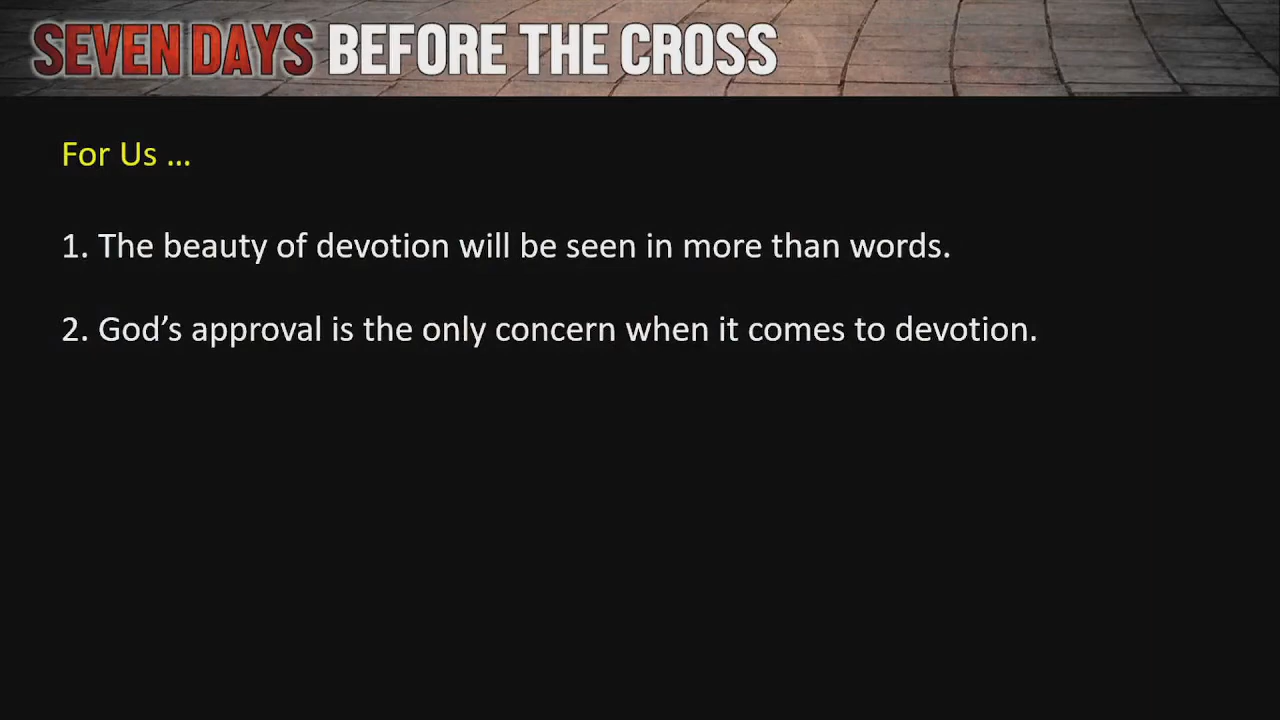 SEVEN DAYS BEFORE THE CROSS
For Us ...
1. The beauty of devotion will be seen in more than words.
2. God’s approval is the only concern when it comes to devotion.